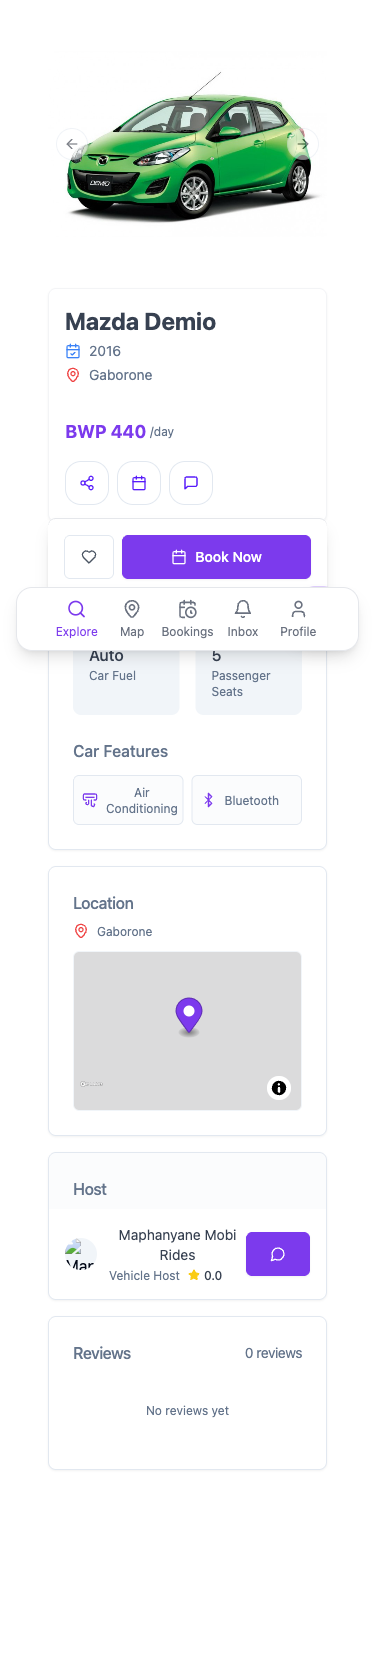 DEMIO
Mazda Demio
2016
Gaborone
BWP 440 /day
Book Now
Explore
Map
Bookings
Inbox
Profile
Auto
5
Car Fuel
Passenger
Seats
Car Features
Air
Conditioning
Bluetooth
Location
Gaborone
Host
Maphanyane Mobi
Rides
Vehicle Host
0.0
Reviews
0 reviews
No reviews yet